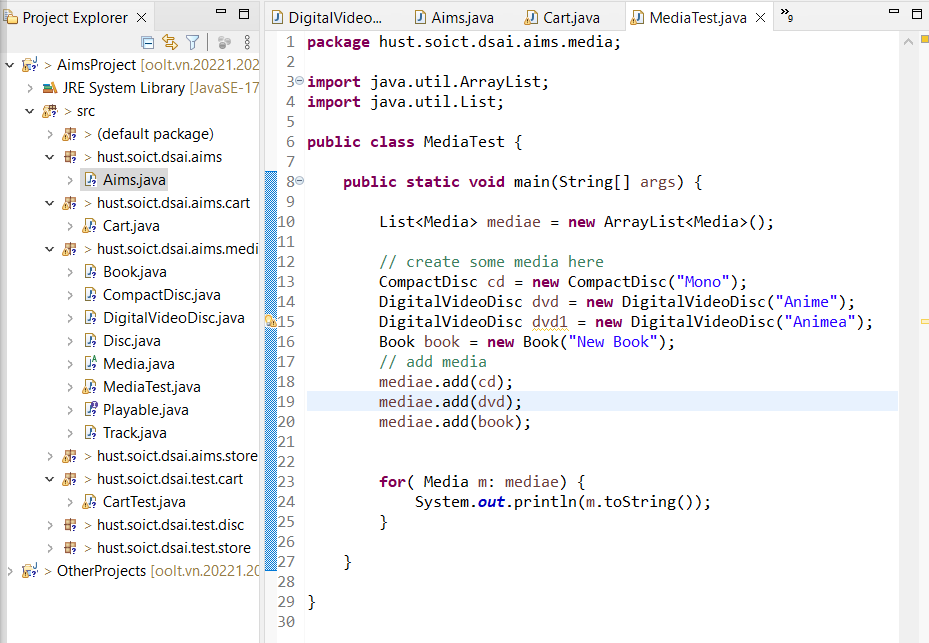 Project Explorer
AimsProject [oolt.vn.20221.202
JRE System Library [JavaSE-17
> src
> (default package)
> hust.soict.dsai.aims
Aims.java
> hust.soict.dsai.aims.cart
Cart.java
> hust.soict.dsai.aims.medi
Book.java
CompactDisc.java
DigitalVideoDisc.java
Disc.java
Media.java
MediaTest.java
Playable.java
Track.java
> hust.soict.dsai.aims.store
> hust.soict.dsai.test.cart
CartTest.java
> hust.soict.dsai.test.disc
> hust.soict.dsai.test.store
> OtherProjects [oolt.vn.20221.20
DigitalVideo... Aims.java Cart.java MediaTest.java »9
1 package hust.soict.dsai.aims.media;
2
3 import java.util.ArrayList;
4 import java.util.List;
5
6 public class MediaTest {
7
8 public static void main(String[] args) {
9
10 List<Media> mediae = new ArrayList<Media>();
11
12 // create some media here
13 CompactDisc cd = new CompactDisc("Mono");
14 DigitalVideoDisc dvd = new DigitalVideoDisc("Anime");
15 DigitalVideoDisc dvd1 = new DigitalVideoDisc("Animea");
16 Book book = new Book("New Book");
17 // add media
18 mediae.add(cd);
19 mediae.add(dvd);
20 mediae.add(book);
21
22
23 for( Media m: mediae) {
24 System.out.println(m.toString());
25 }
26
27 }
28
29 }
30